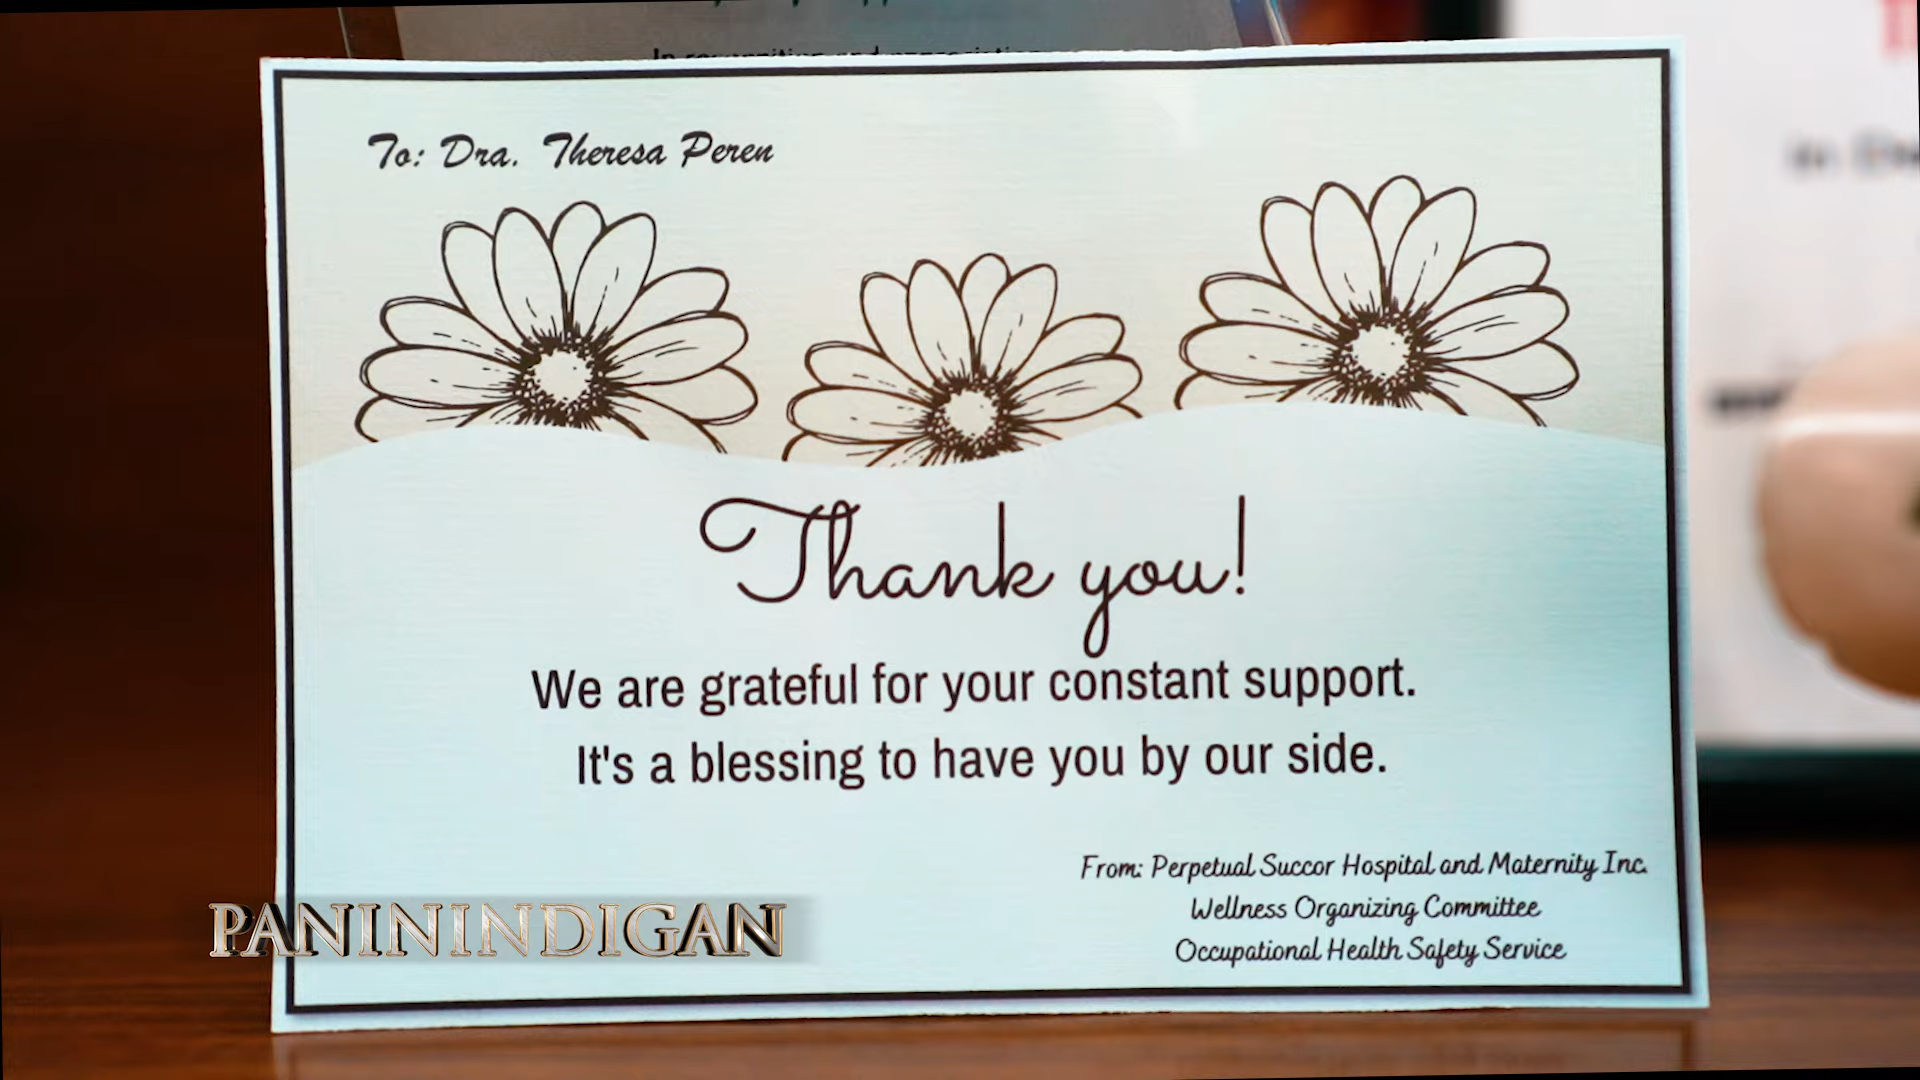 To: Dra. Theresa Peren
Thank you!
We are grateful for your constant support.
It's a blessing to have you by our side.
From: Perpetual Succor Hospital and Maternity Inc.
Wellness Organizing Committee
Occupational Health Safety Service
PANININDIGAN